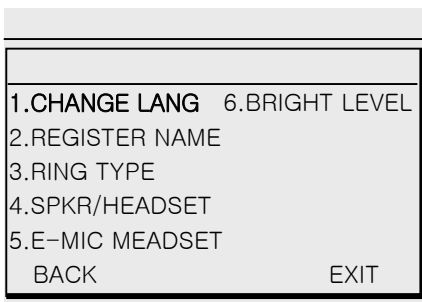 1.CHANGE LANG 6.BRIGHT LEVEL
2.REGISTER NAME
3.RING TYPE
4.SPKR/HEADSET
5.E-MIC MEADSET
BACK EXIT